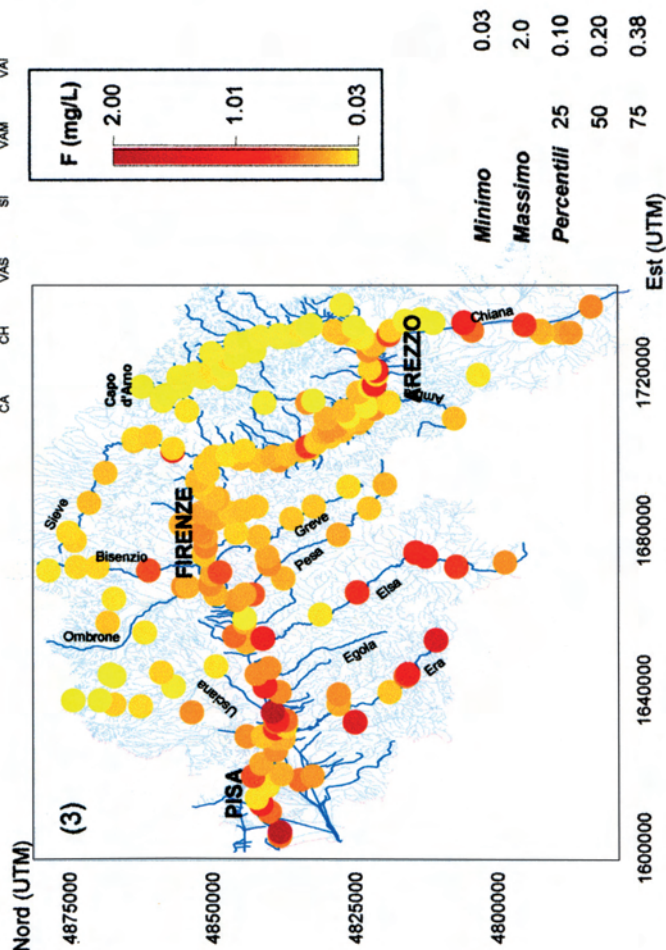 CA CH VAS SI VAM VAI
Nord (UTM)
4875000
4850000
4825000
4800000
1600000
1640000
1680000
1720000
Est (UTM)
(3)
PISA
FIRENZE
AREZZO
Capo
d'Arno
Sieve
Bisenzio
Ombrone
Usciana
Greve
Pesa
Elsa
Egola
Era
Chiana
F (mg/L)
2.00
1.01
0.03
Minimo 0.03
Massimo 2.0
Percentili 25 0.10
50 0.20
75 0.38